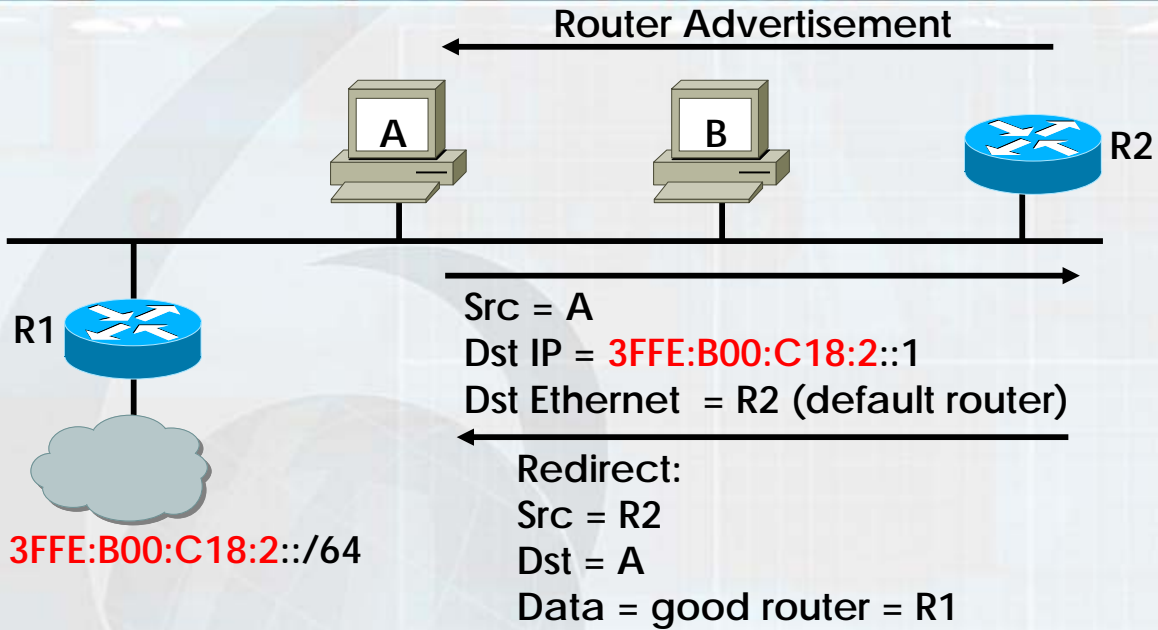 Router Advertisement
A
B
R2
R1
Src = A
Dst IP = 3FFE:B00:C18:2::1
Dst Ethernet = R2 (default router)
3FFE:B00:C18:2::/64
Redirect:
Src = R2
Dst = A
Data = good router = R1